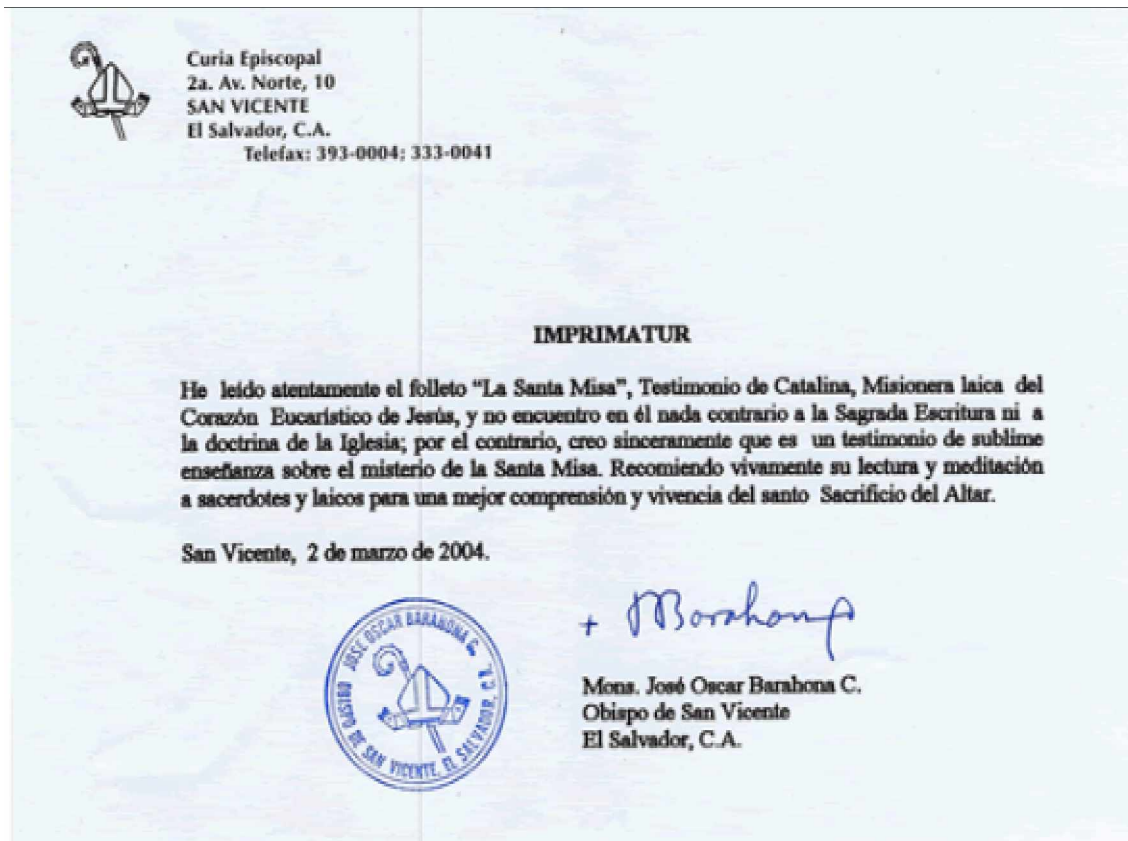 Curia Episcopal
2a. Av. Norte, 10
SAN VICENTE
El Salvador, C.A.
Telefax: 393-0004; 333-0041
IMPRIMATUR
He leído atentamente el folleto “La Santa Misa”, Testimonio de Catalina, Misionera laica del
Corazón Eucarístico de Jesús, y no encuentro en él nada contrario a la Sagrada Escritura ni a
la doctrina de la Iglesia; por el contrario, creo sinceramente que es un testimonio de sublime
enseñanza sobre el misterio de la Santa Misa. Recomiendo vivamente su lectura y meditación
a sacerdotes y laicos para una mejor comprensión y vivencia del santo Sacrificio del Altar.
San Vicente, 2 de marzo de 2004.
JOSE OSCAR BARAHONA C.
OBISPO DE SAN VICENTE, EL SALVADOR, C.A.
+ Barahona
Mons. José Oscar Barahona C.
Obispo de San Vicente
El Salvador, C.A.